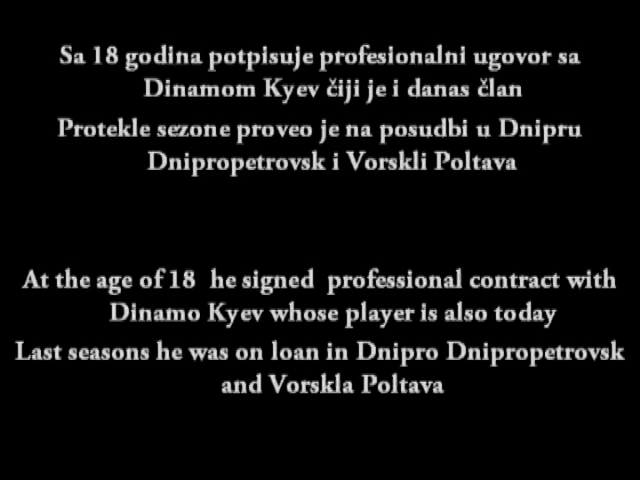 Sa 18 godina potpisuje profesionalni ugovor sa
Dinamom Kyev čiji je i danas član
Protekle sezone proveo je na posudbi u Dnipru
Dnipropetrovsk i Vorskli Poltava
At the age of 18 he signed professional contract with
Dinamo Kyev whose player is also today
Last seasons he was on loan in Dnipro Dnipropetrovsk
and Vorskla Poltava